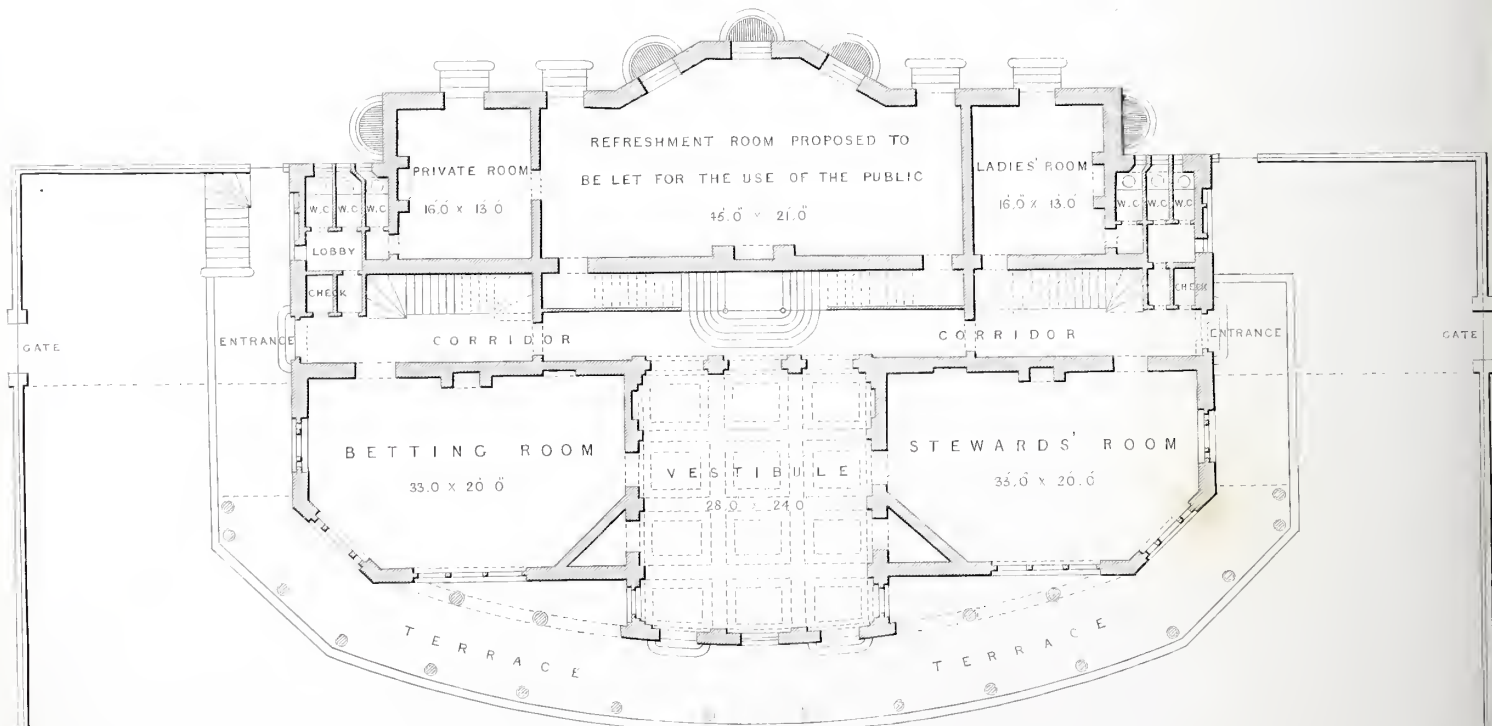 REFRESHMENT ROOM PROPOSED TO
BE LET FOR THE USE OF THE PUBLIC
45.0" × 21.0"
PRIVATE ROOM
16.0 × 13.0
LADIES' ROOM
16.0" × 13.0
W.C
W.C
W.C
W.C
W.C
W.C
LOBBY
CHECK
CHECK
GATE
ENTRANCE
CORRIDOR
CORRIDOR
ENTRANCE
GATE
BETTING ROOM
33.0 × 20.0"
VESTIBULE
28.0 × 24.0
STEWARDS' ROOM
33.0 × 20.0
TERRACE
TERRACE